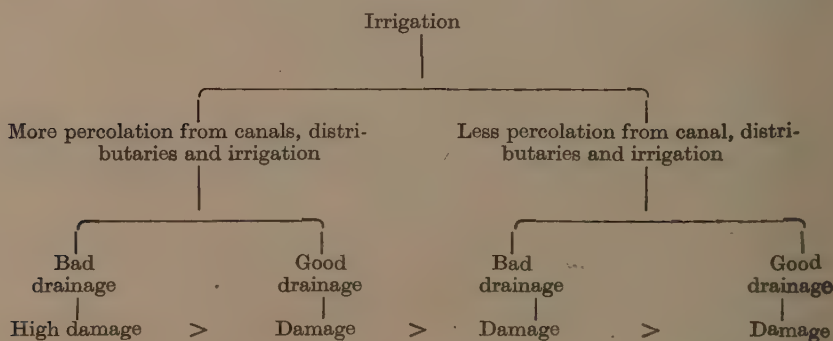 Irrigation
More percolation from canals, distri-
butaries and irrigation
Less percolation from canal, distri-
butaries and irrigation
Bad
drainage
Good
drainage
Bad
drainage
Good
drainage
High damage > Damage > Damage > Damage